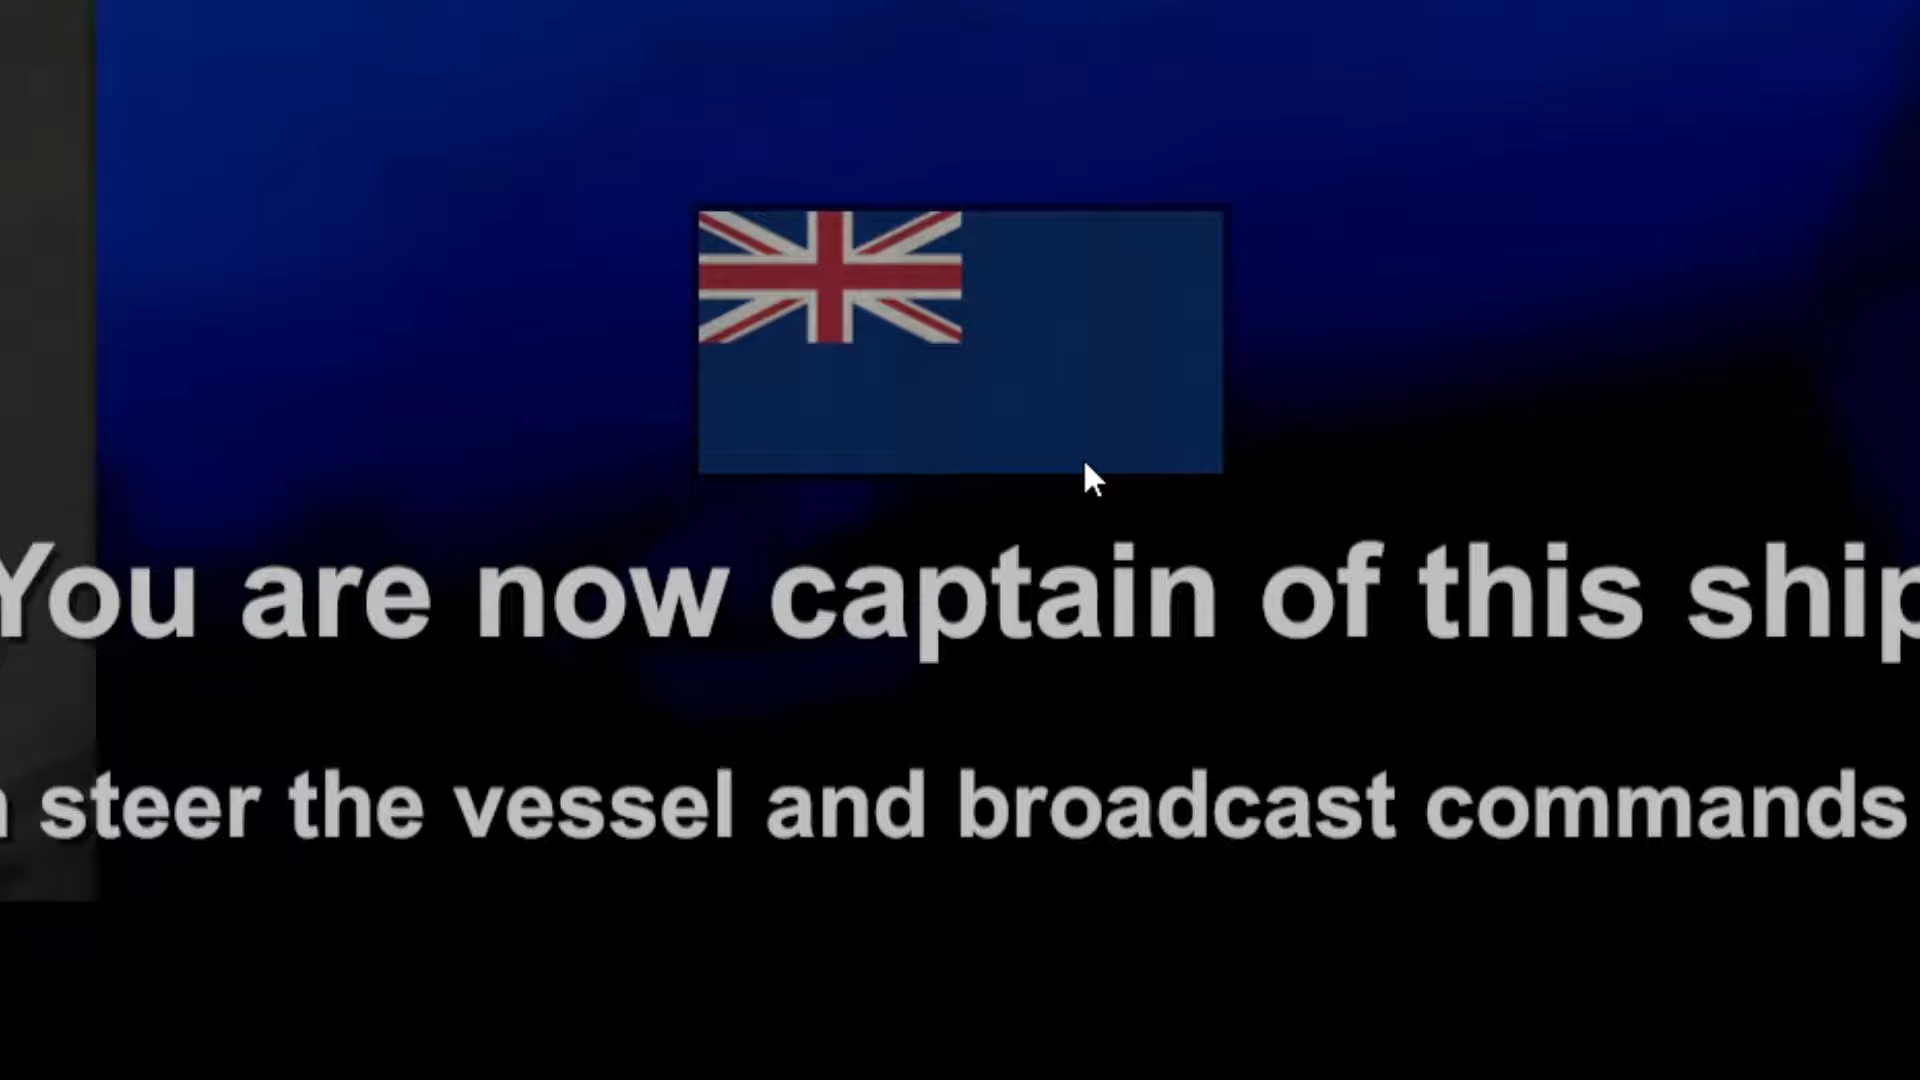 You are now captain of this ship
steer the vessel and broadcast commands